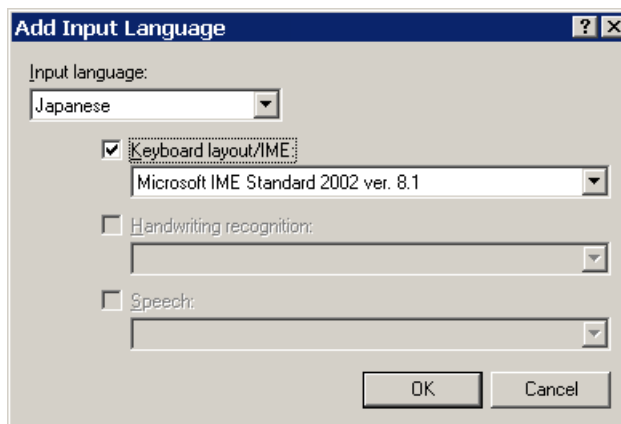 Add Input Language
Input language:
Japanese
Keyboard layout/IME:
Microsoft IME Standard 2002 ver. 8.1
Handwriting recognition:
Speech:
OK Cancel